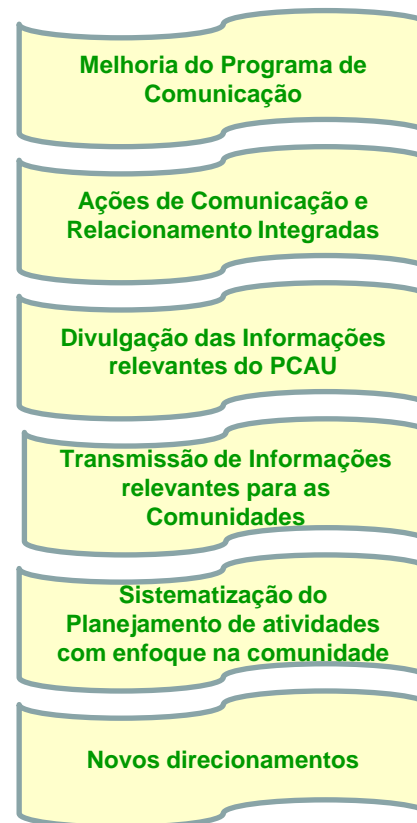 Melhoria do Programa de
Comunicação
Ações de Comunicação e
Relacionamento Integradas
Divulgação das Informações
relevantes do PCAU
Transmissão de Informações
relevantes para as
Comunidades
Sistematização do
Planejamento de atividades
com enfoque na comunidade
Novos direcionamentos